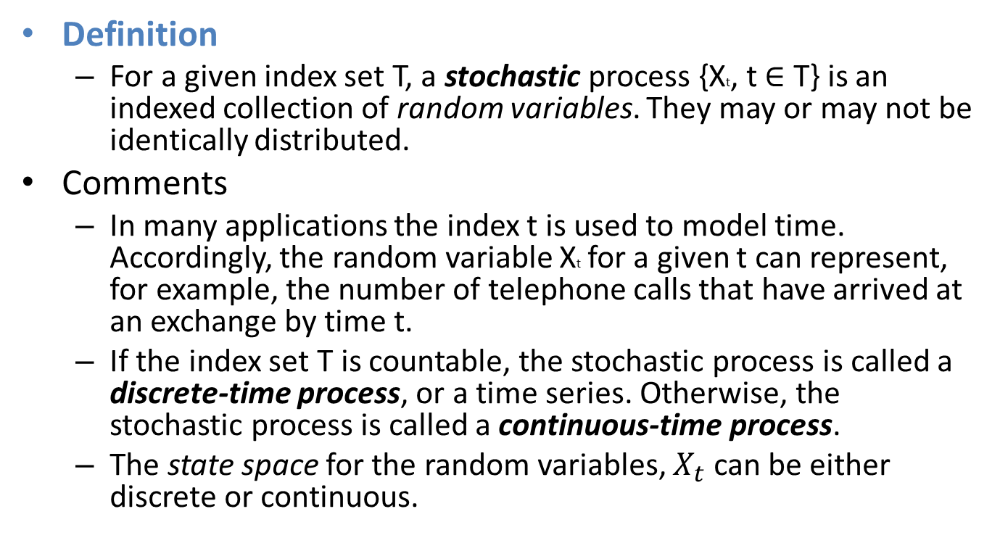 • Definition
– For a given index set T, a stochastic process {Xₜ, t ∈ T} is an
indexed collection of random variables. They may or may not be
identically distributed.
• Comments
– In many applications the index t is used to model time.
Accordingly, the random variable Xₜ for a given t can represent,
for example, the number of telephone calls that have arrived at
an exchange by time t.
– If the index set T is countable, the stochastic process is called a
discrete-time process, or a time series. Otherwise, the
stochastic process is called a continuous-time process.
– The state space for the random variables, Xₜ can be either
discrete or continuous.